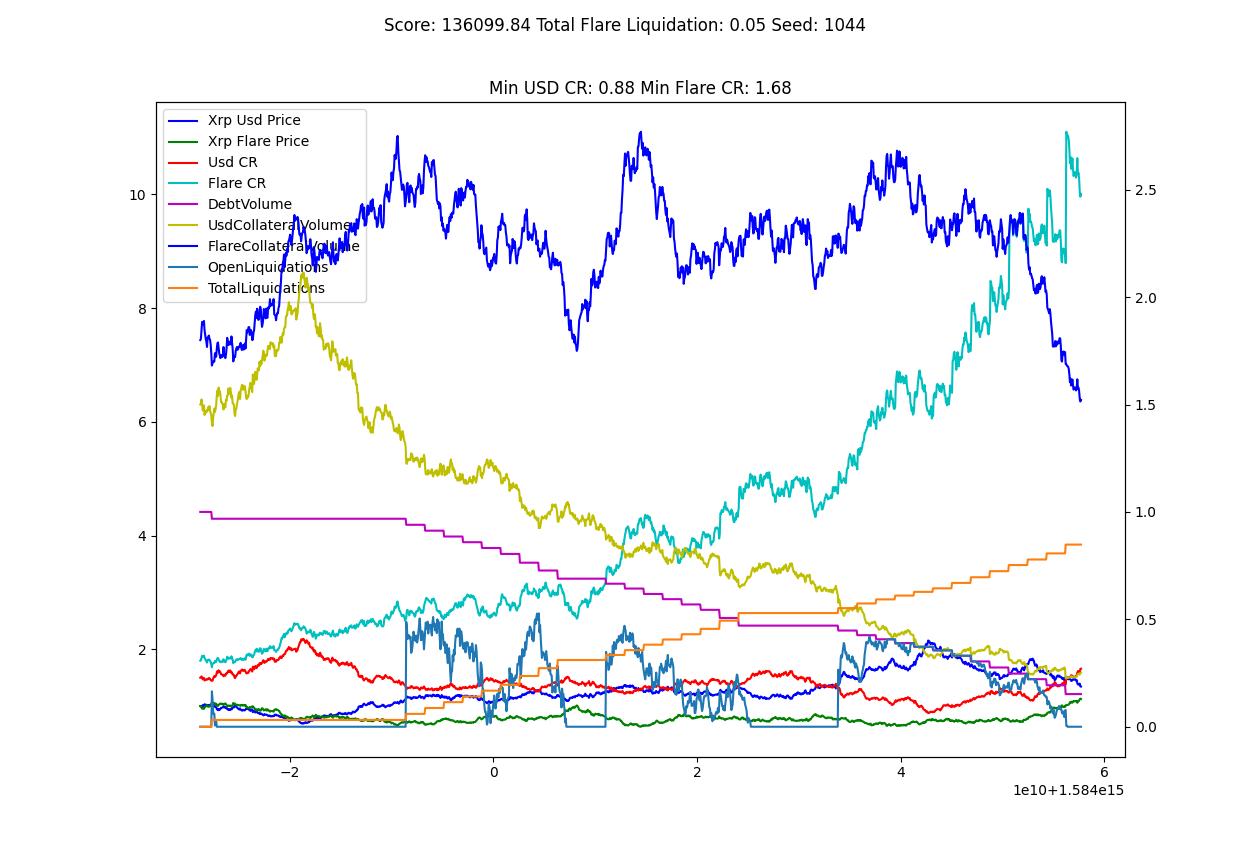 Score: 136099.84 Total Flare Liquidation: 0.05 Seed: 1044
Min USD CR: 0.88 Min Flare CR: 1.68
Xrp Usd Price
Xrp Flare Price
Usd CR
Flare CR
DebtVolume
UsdCollateralVolume
FlareCollateralVolume
OpenLiquidations
TotalLiquidations
10
8
6
4
2
2.5
2.0
1.5
1.0
0.5
0.0
−2
0
2
4
6
1e10+1.584e15